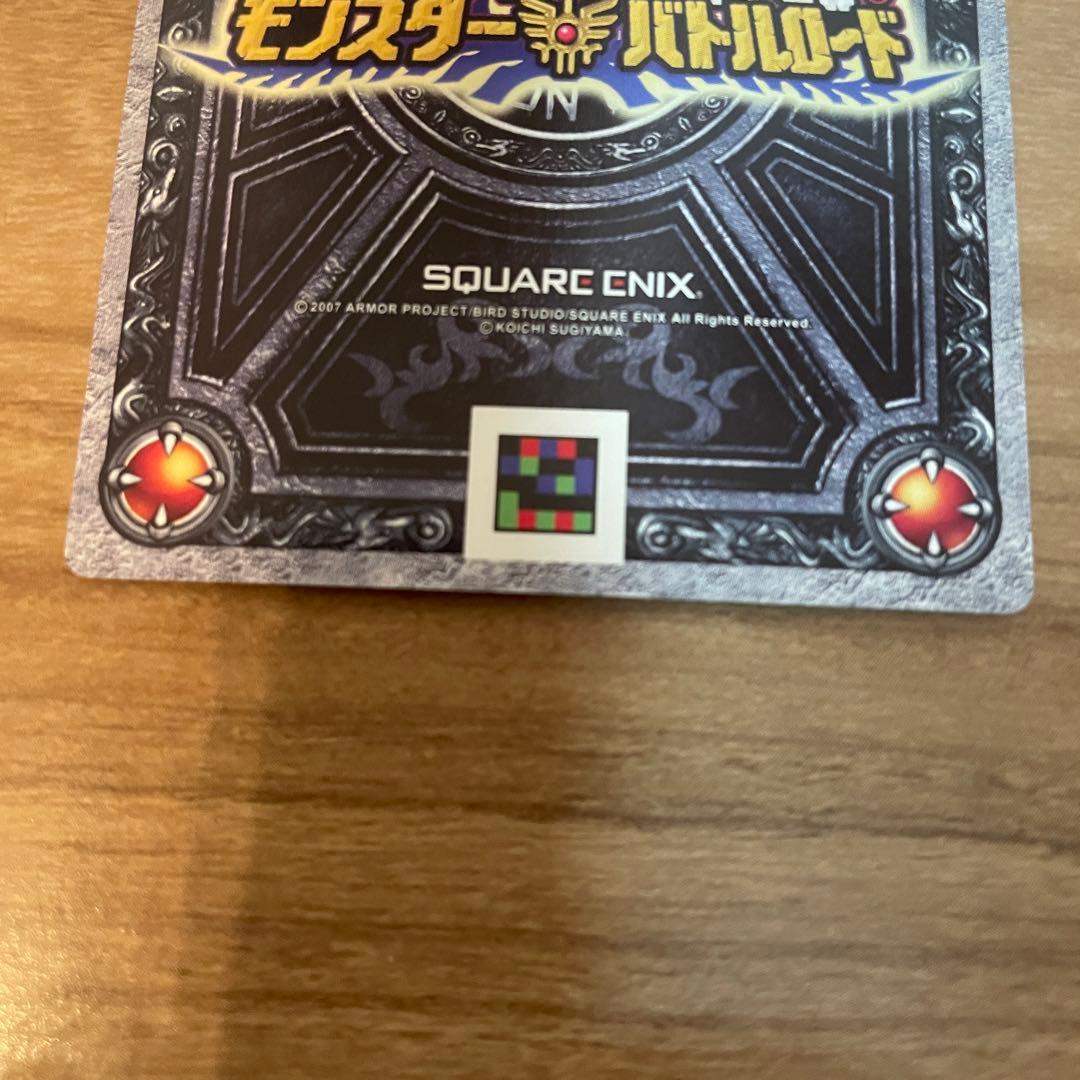 モンスター バトルロード
SQUARE ENIX.
© 2007 ARMOR PROJECT/BIRD STUDIO/SQUARE ENIX All Rights Reserved.
© KOICHI SUGIYAMA